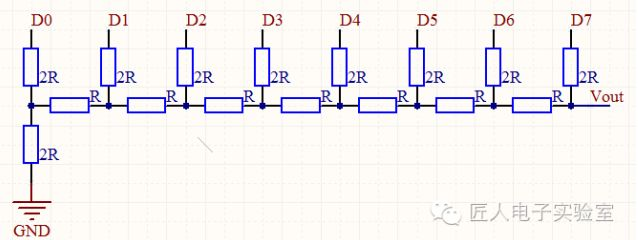 D0 D1 D2 D3 D4 D5 D6 D7
2R 2R 2R 2R 2R 2R 2R 2R
R R R R R R R Vout
2R
GND
匠人电子实验室